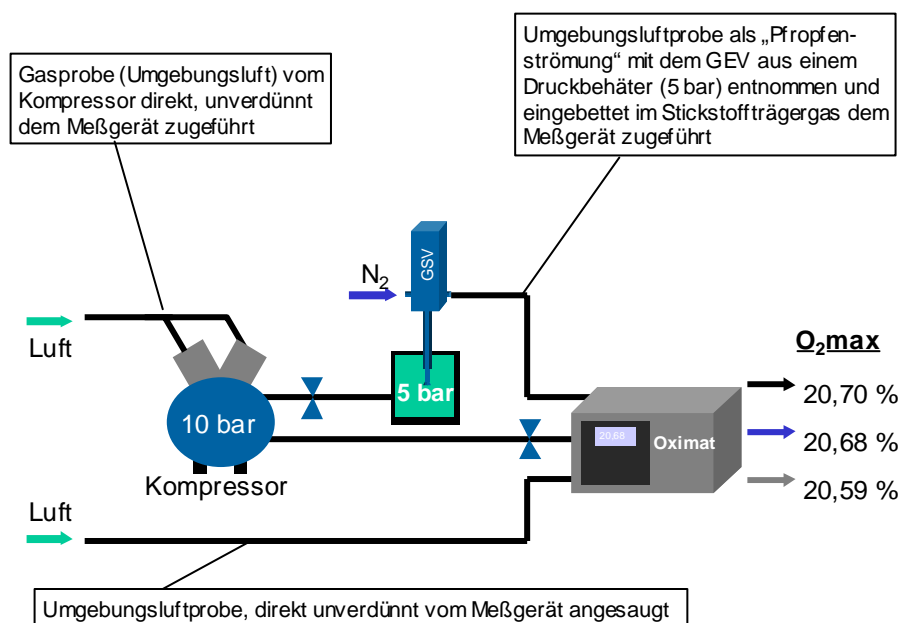 Umgebungsluftprobe als „Pfropfen-
strömung“ mit dem GEV aus einem
Druckbehäter (5 bar) entnommen und
eingebettet im Stickstoffträgergas dem
Meßgerät zugeführt
Gasprobe (Umgebungsluft) vom
Kompressor direkt, unverdünnt
dem Meßgerät zugeführt
GSV
N₂
Luft
O₂max
5 bar
20,70 %
10 bar
20,68
Oximat
20,68 %
Kompressor
20,59 %
Luft
Umgebungsluftprobe, direkt unverdünnt vom Meßgerät angesaugt